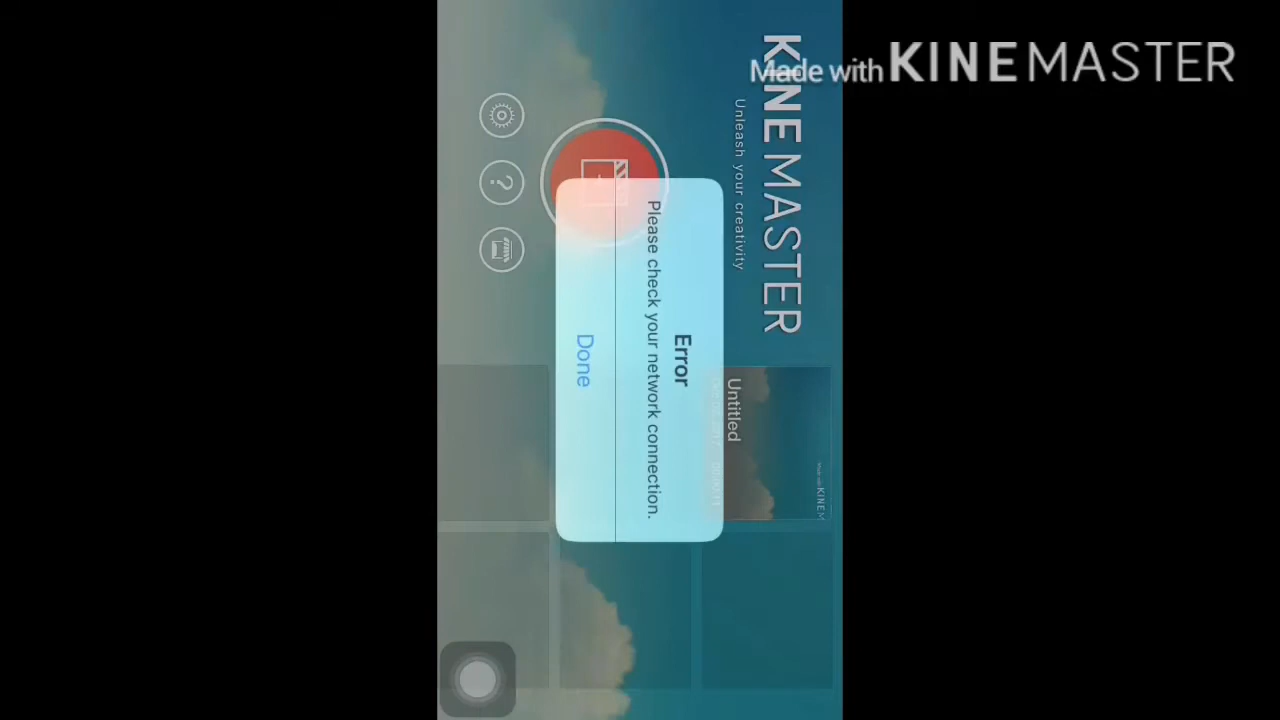 Made with KINEMASTER
KINEMASTER
Unleash your creativity
Error
Please check your network connection.
Done
Untitled